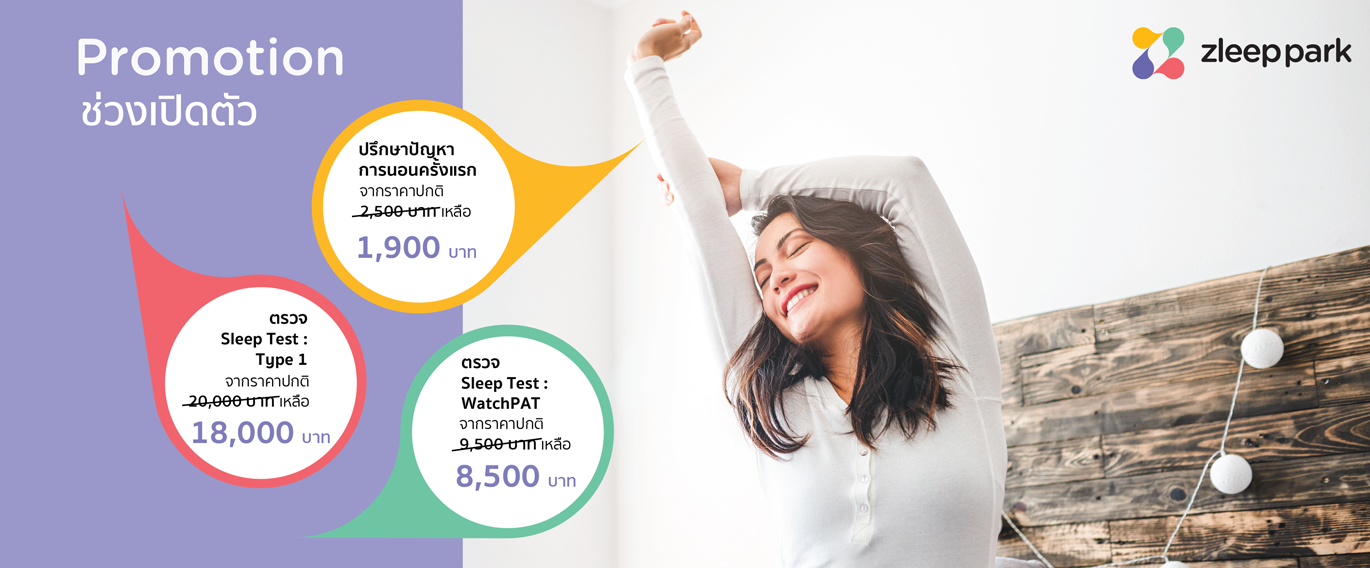 Promotion
ช่วงเปิดตัว
zleep park
ปรึกษาปัญหา
การนอนครั้งแรก
จากราคาปกติ
2,500 บาท เหลือ
1,900 บาท
ตรวจ
Sleep Test :
Type 1
จากราคาปกติ
20,000 บาท เหลือ
18,000 บาท
ตรวจ
Sleep Test :
WatchPAT
จากราคาปกติ
9,500 บาท เหลือ
8,500 บาท